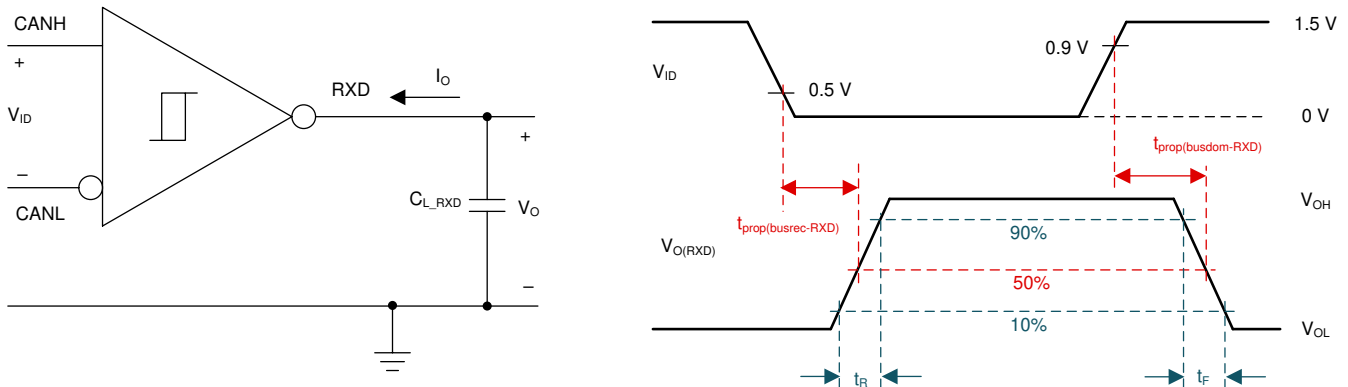 CANH
+
V_ID
–
CANL
RXD
I_O
+
C_L_RXD
V_O
–
V_ID
0.5 V
0.9 V
1.5 V
0 V
t_prop(busrec-RXD)
t_prop(busdom-RXD)
V_O(RXD)
V_OH
90%
50%
10%
V_OL
t_R
t_F